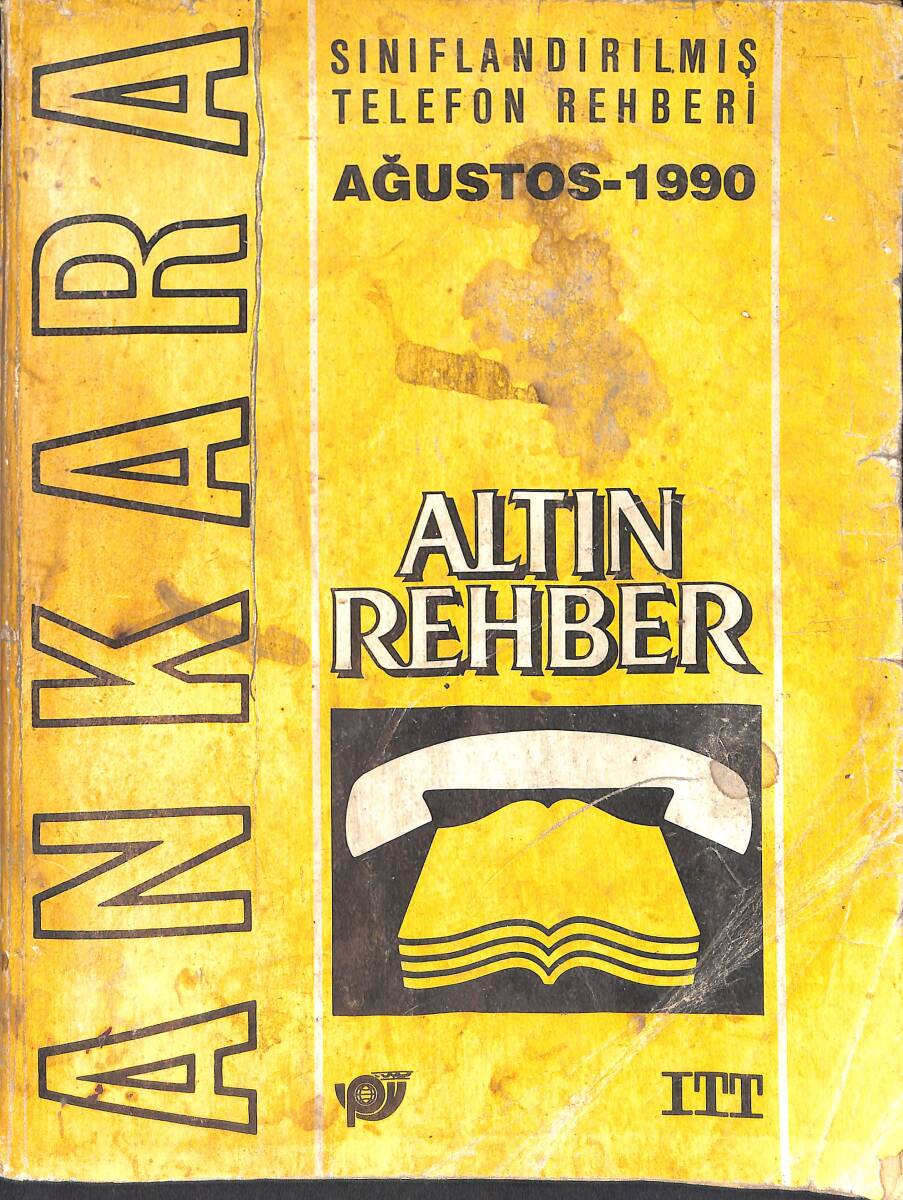 ANKARA
SINIFLANDIRILMIŞ
TELEFON REHBERİ
AĞUSTOS-1990
ALTIN
REHBER
ITT